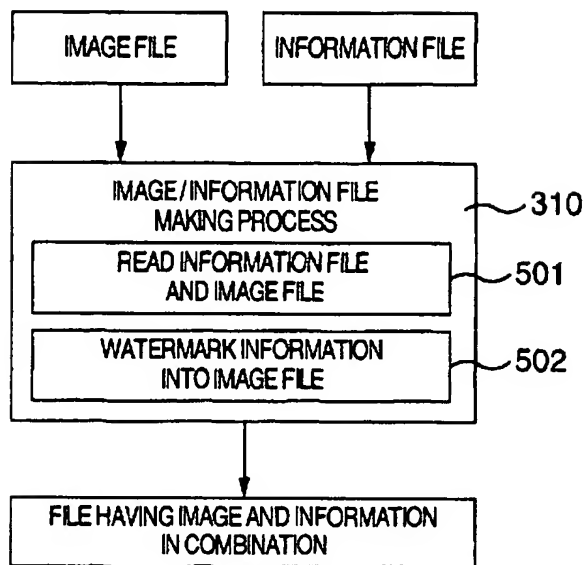 IMAGE FILE
INFORMATION FILE
IMAGE/INFORMATION FILE
MAKING PROCESS
310
READ INFORMATION FILE
AND IMAGE FILE
501
WATERMARK INFORMATION
INTO IMAGE FILE
502
FILE HAVING IMAGE AND INFORMATION
IN COMBINATION